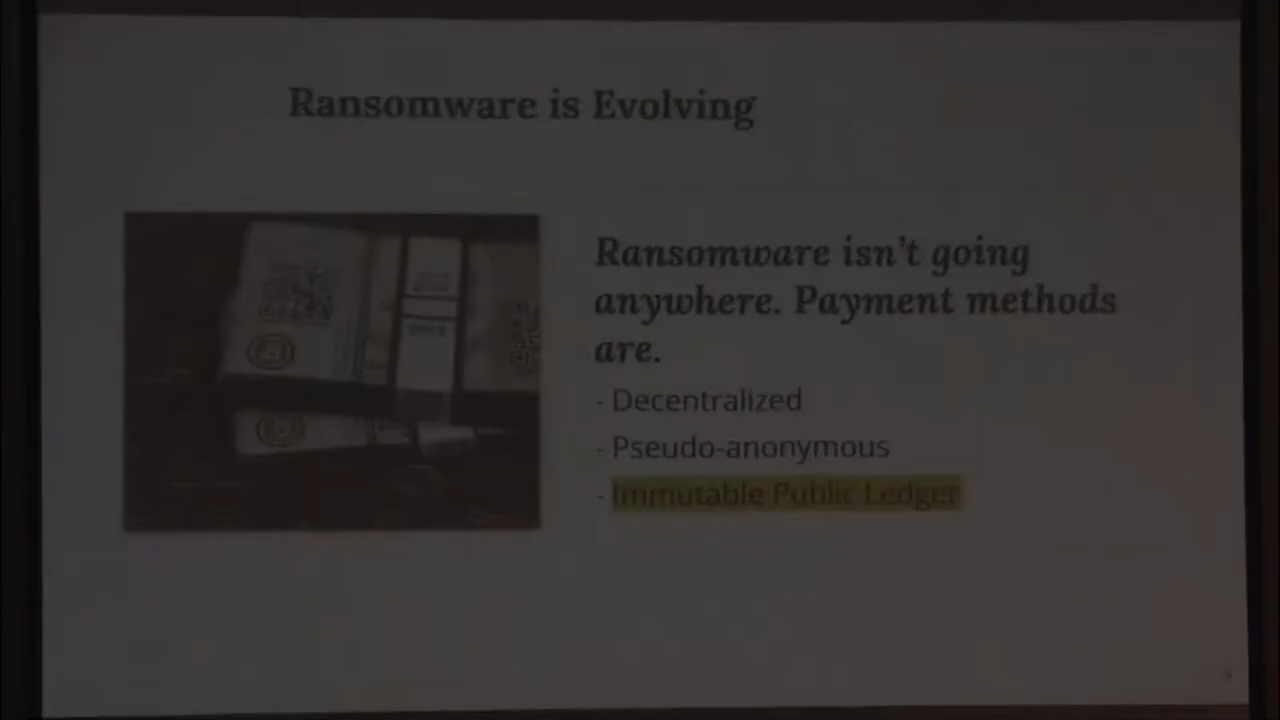 Ransomware is Evolving
Ransomware isn't going
anywhere. Payment methods
are.
- Decentralized
- Pseudo-anonymous
- Immutable Public Ledger